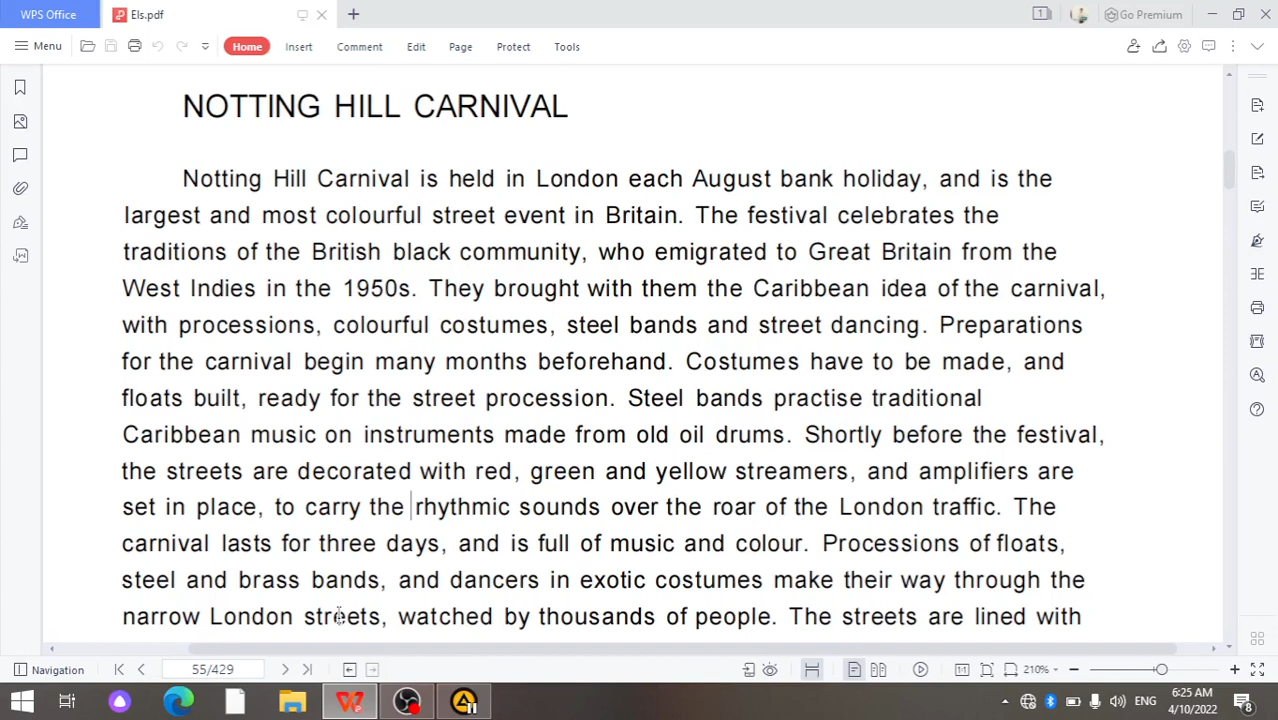 WPS Office
Els.pdf
Go Premium
Menu
Home
Insert
Comment
Edit
Page
Protect
Tools
NOTTING HILL CARNIVAL
Notting Hill Carnival is held in London each August bank holiday, and is the
largest and most colourful street event in Britain. The festival celebrates the
traditions of the British black community, who emigrated to Great Britain from the
West Indies in the 1950s. They brought with them the Caribbean idea of the carnival,
with processions, colourful costumes, steel bands and street dancing. Preparations
for the carnival begin many months beforehand. Costumes have to be made, and
floats built, ready for the street procession. Steel bands practise traditional
Caribbean music on instruments made from old oil drums. Shortly before the festival,
the streets are decorated with red, green and yellow streamers, and amplifiers are
set in place, to carry the rhythmic sounds over the roar of the London traffic. The
carnival lasts for three days, and is full of music and colour. Processions of floats,
steel and brass bands, and dancers in exotic costumes make their way through the
narrow London streets, watched by thousands of people. The streets are lined with
Navigation
55/429
210%
6:25 AM
ENG
4/10/2022
8